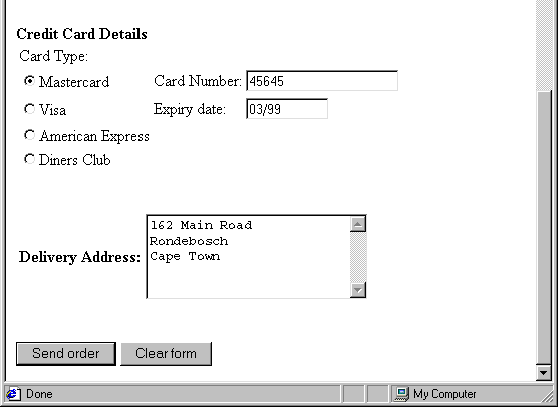 Credit Card Details
Card Type:
Mastercard Card Number: 45645
Visa Expiry date: 03/99
American Express
Diners Club
162 Main Road
Rondebosch
Delivery Address: Cape Town
Send order Clear form
Done My Computer